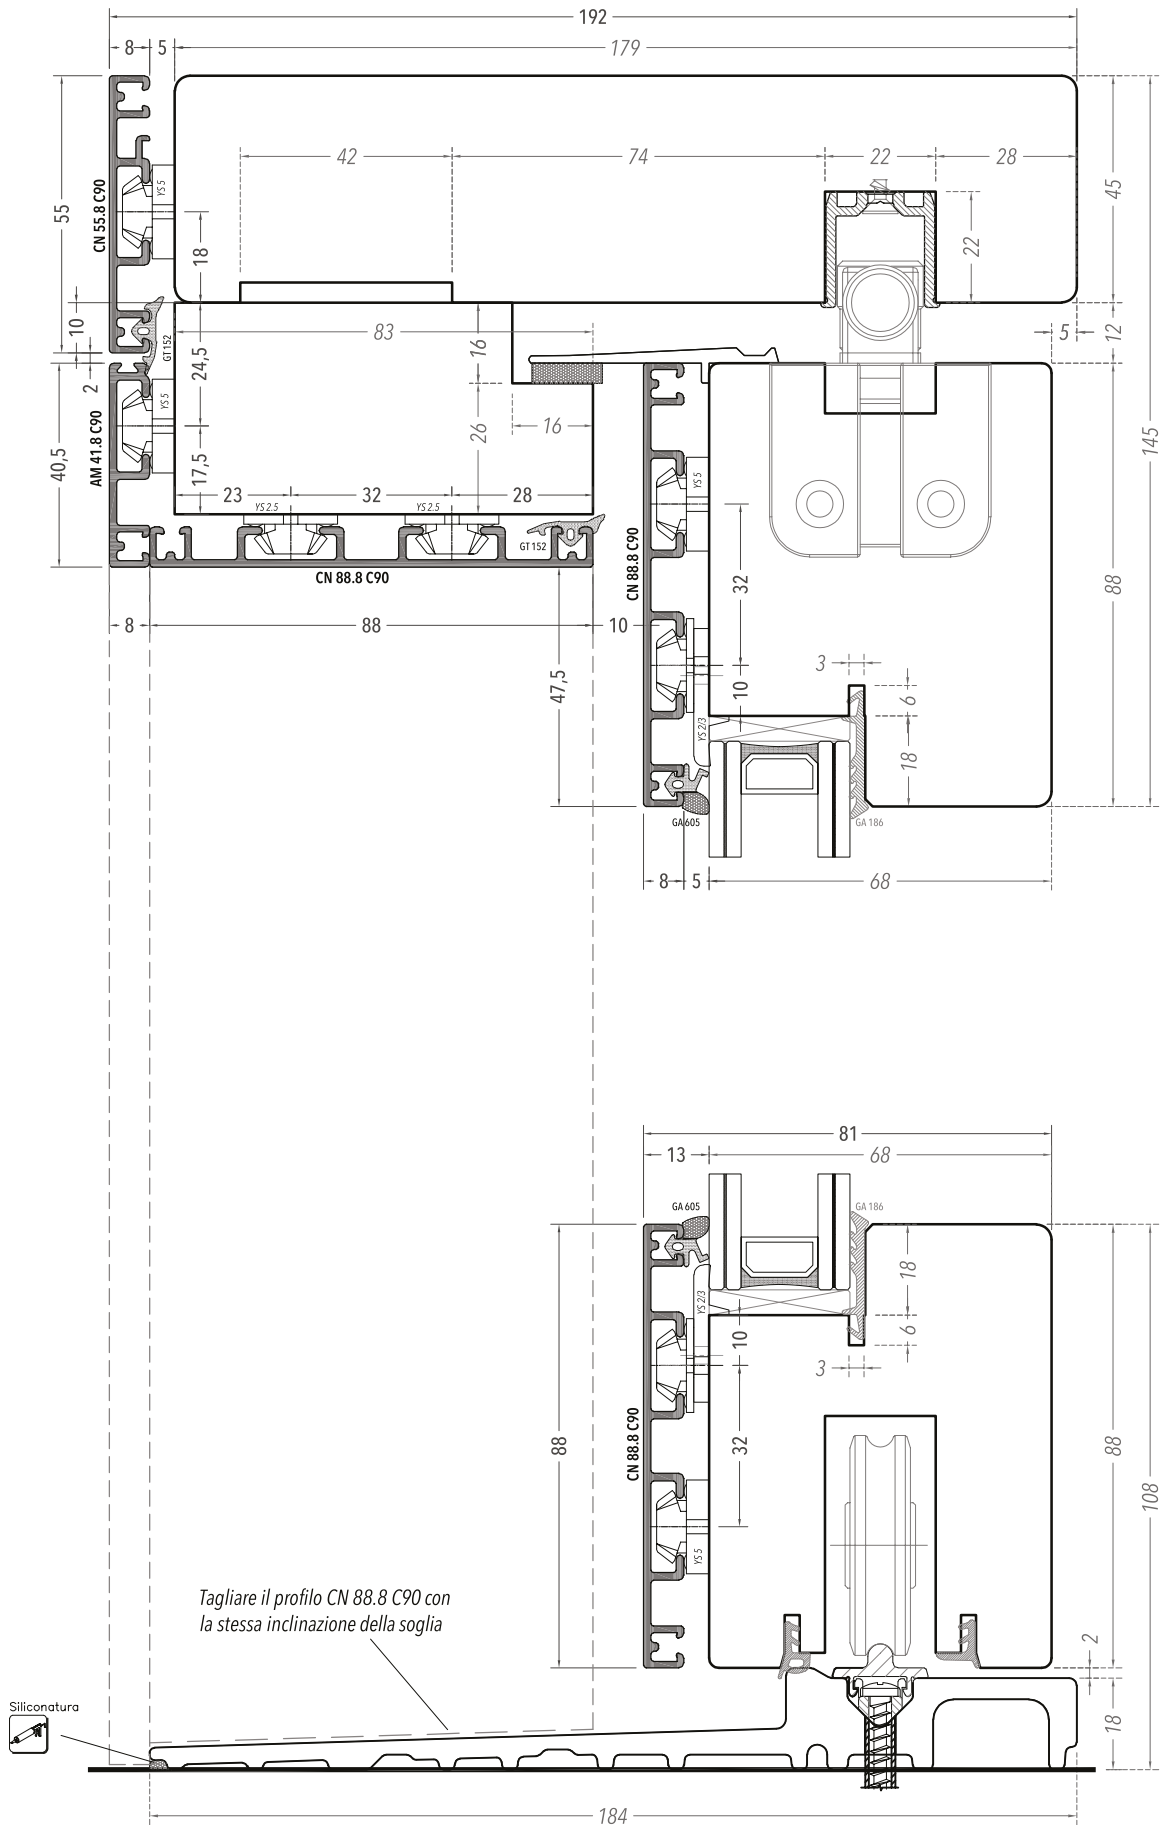 192
8
5
179
42
74
22
28
45
YS 5
CN 55.8 C90
55
18
22
10
83
16
5
12
GT 152
24,5
2
YS 5
AM 41.8 C90
40,5
16
26
145
17,5
23
32
28
YS 2.5
YS 2.5
YS 5
GT 152
CN 88.8 C90
CN 88.8 C90
32
88
8
88
10
3
47,5
10
6
YS 2/3
18
GA 605
GA 186
8
5
68
81
13
68
GA 605
GA 186
18
YS 2/3
10
6
3
CN 88.8 C90
88
32
88
108
YS 5
Tagliare il profilo CN 88.8 C90 con
la stessa inclinazione della soglia
2
Siliconatura
18
184